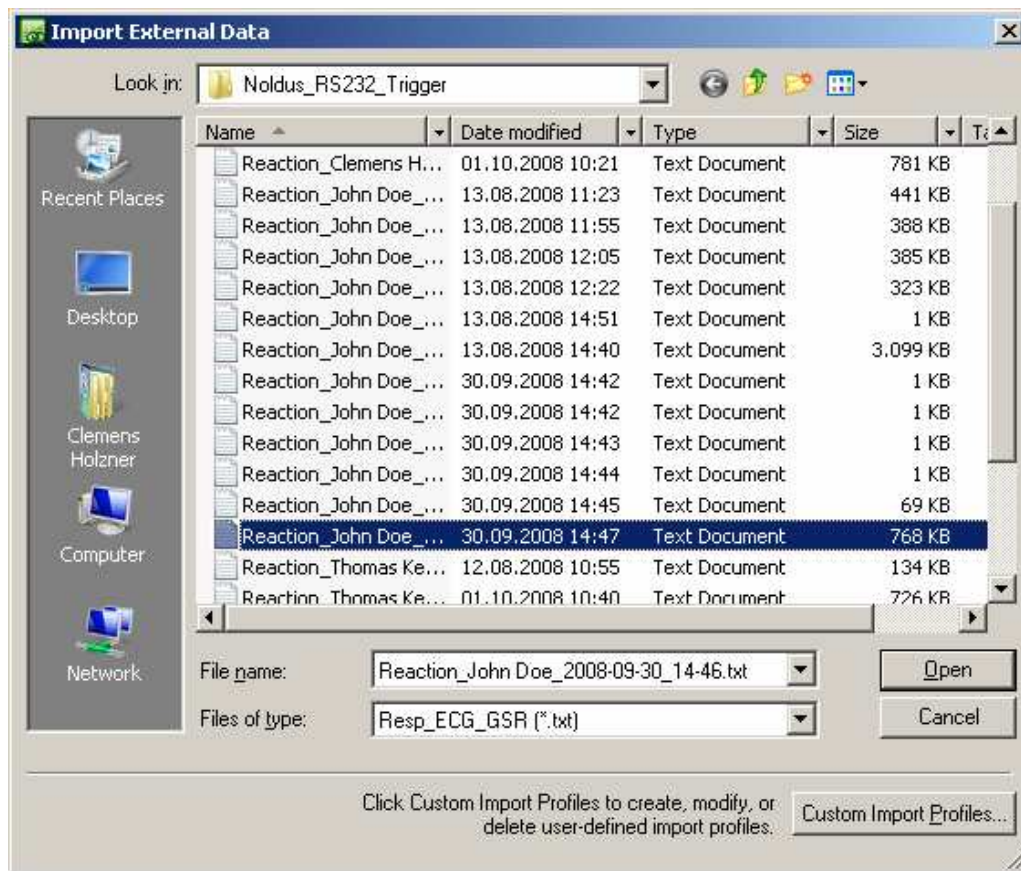 Import External Data
Look in: Noldus_RS232_Trigger
Name Date modified Type Size
Reaction_Clemens H... 01.10.2008 10:21 Text Document 781 KB
Reaction_John Doe_... 13.08.2008 11:23 Text Document 441 KB
Reaction_John Doe_... 13.08.2008 11:55 Text Document 388 KB
Reaction_John Doe_... 13.08.2008 12:05 Text Document 385 KB
Reaction_John Doe_... 13.08.2008 12:22 Text Document 323 KB
Reaction_John Doe_... 13.08.2008 14:51 Text Document 1 KB
Reaction_John Doe_... 13.08.2008 14:40 Text Document 3.099 KB
Reaction_John Doe_... 30.09.2008 14:42 Text Document 1 KB
Reaction_John Doe_... 30.09.2008 14:42 Text Document 1 KB
Reaction_John Doe_... 30.09.2008 14:43 Text Document 1 KB
Reaction_John Doe_... 30.09.2008 14:44 Text Document 1 KB
Reaction_John Doe_... 30.09.2008 14:45 Text Document 69 KB
Reaction_John Doe_... 30.09.2008 14:47 Text Document 768 KB
Reaction_Thomas Ke... 12.08.2008 10:55 Text Document 134 KB
Reaction_Thomas Ke... 01.10.2008 10:40 Text Document 726 KB
Recent Places
Desktop
Clemens
Holzner
Computer
Network
File name: Reaction_John Doe_2008-09-30_14-46.txt Open
Files of type: Resp_ECG_GSR (*.txt) Cancel
Click Custom Import Profiles to create, modify, or
delete user-defined import profiles.
Custom Import Profiles...